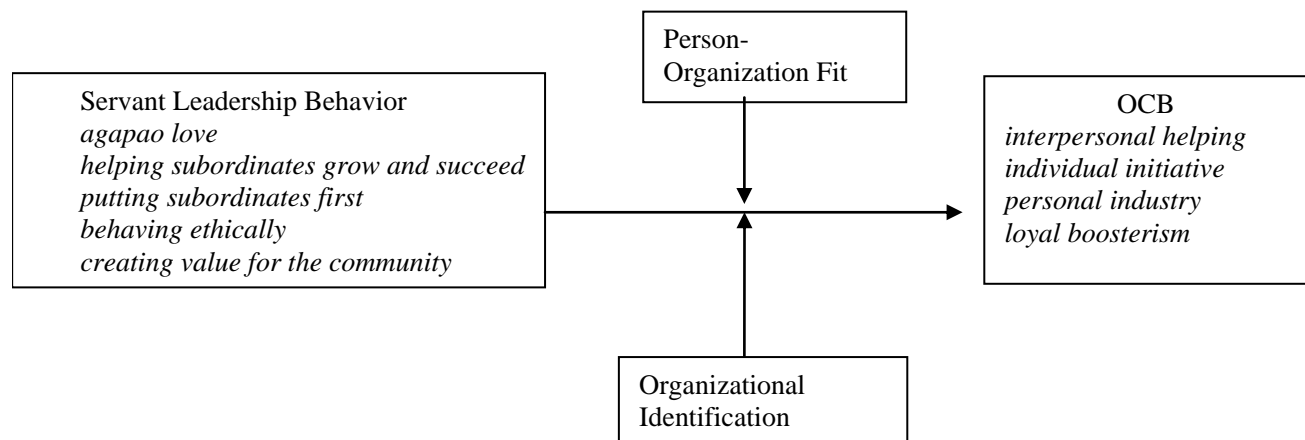 Person-
Organization Fit
Servant Leadership Behavior
agapao love
helping subordinates grow and succeed
putting subordinates first
behaving ethically
creating value for the community
OCB
interpersonal helping
individual initiative
personal industry
loyal boosterism
Organizational
Identification